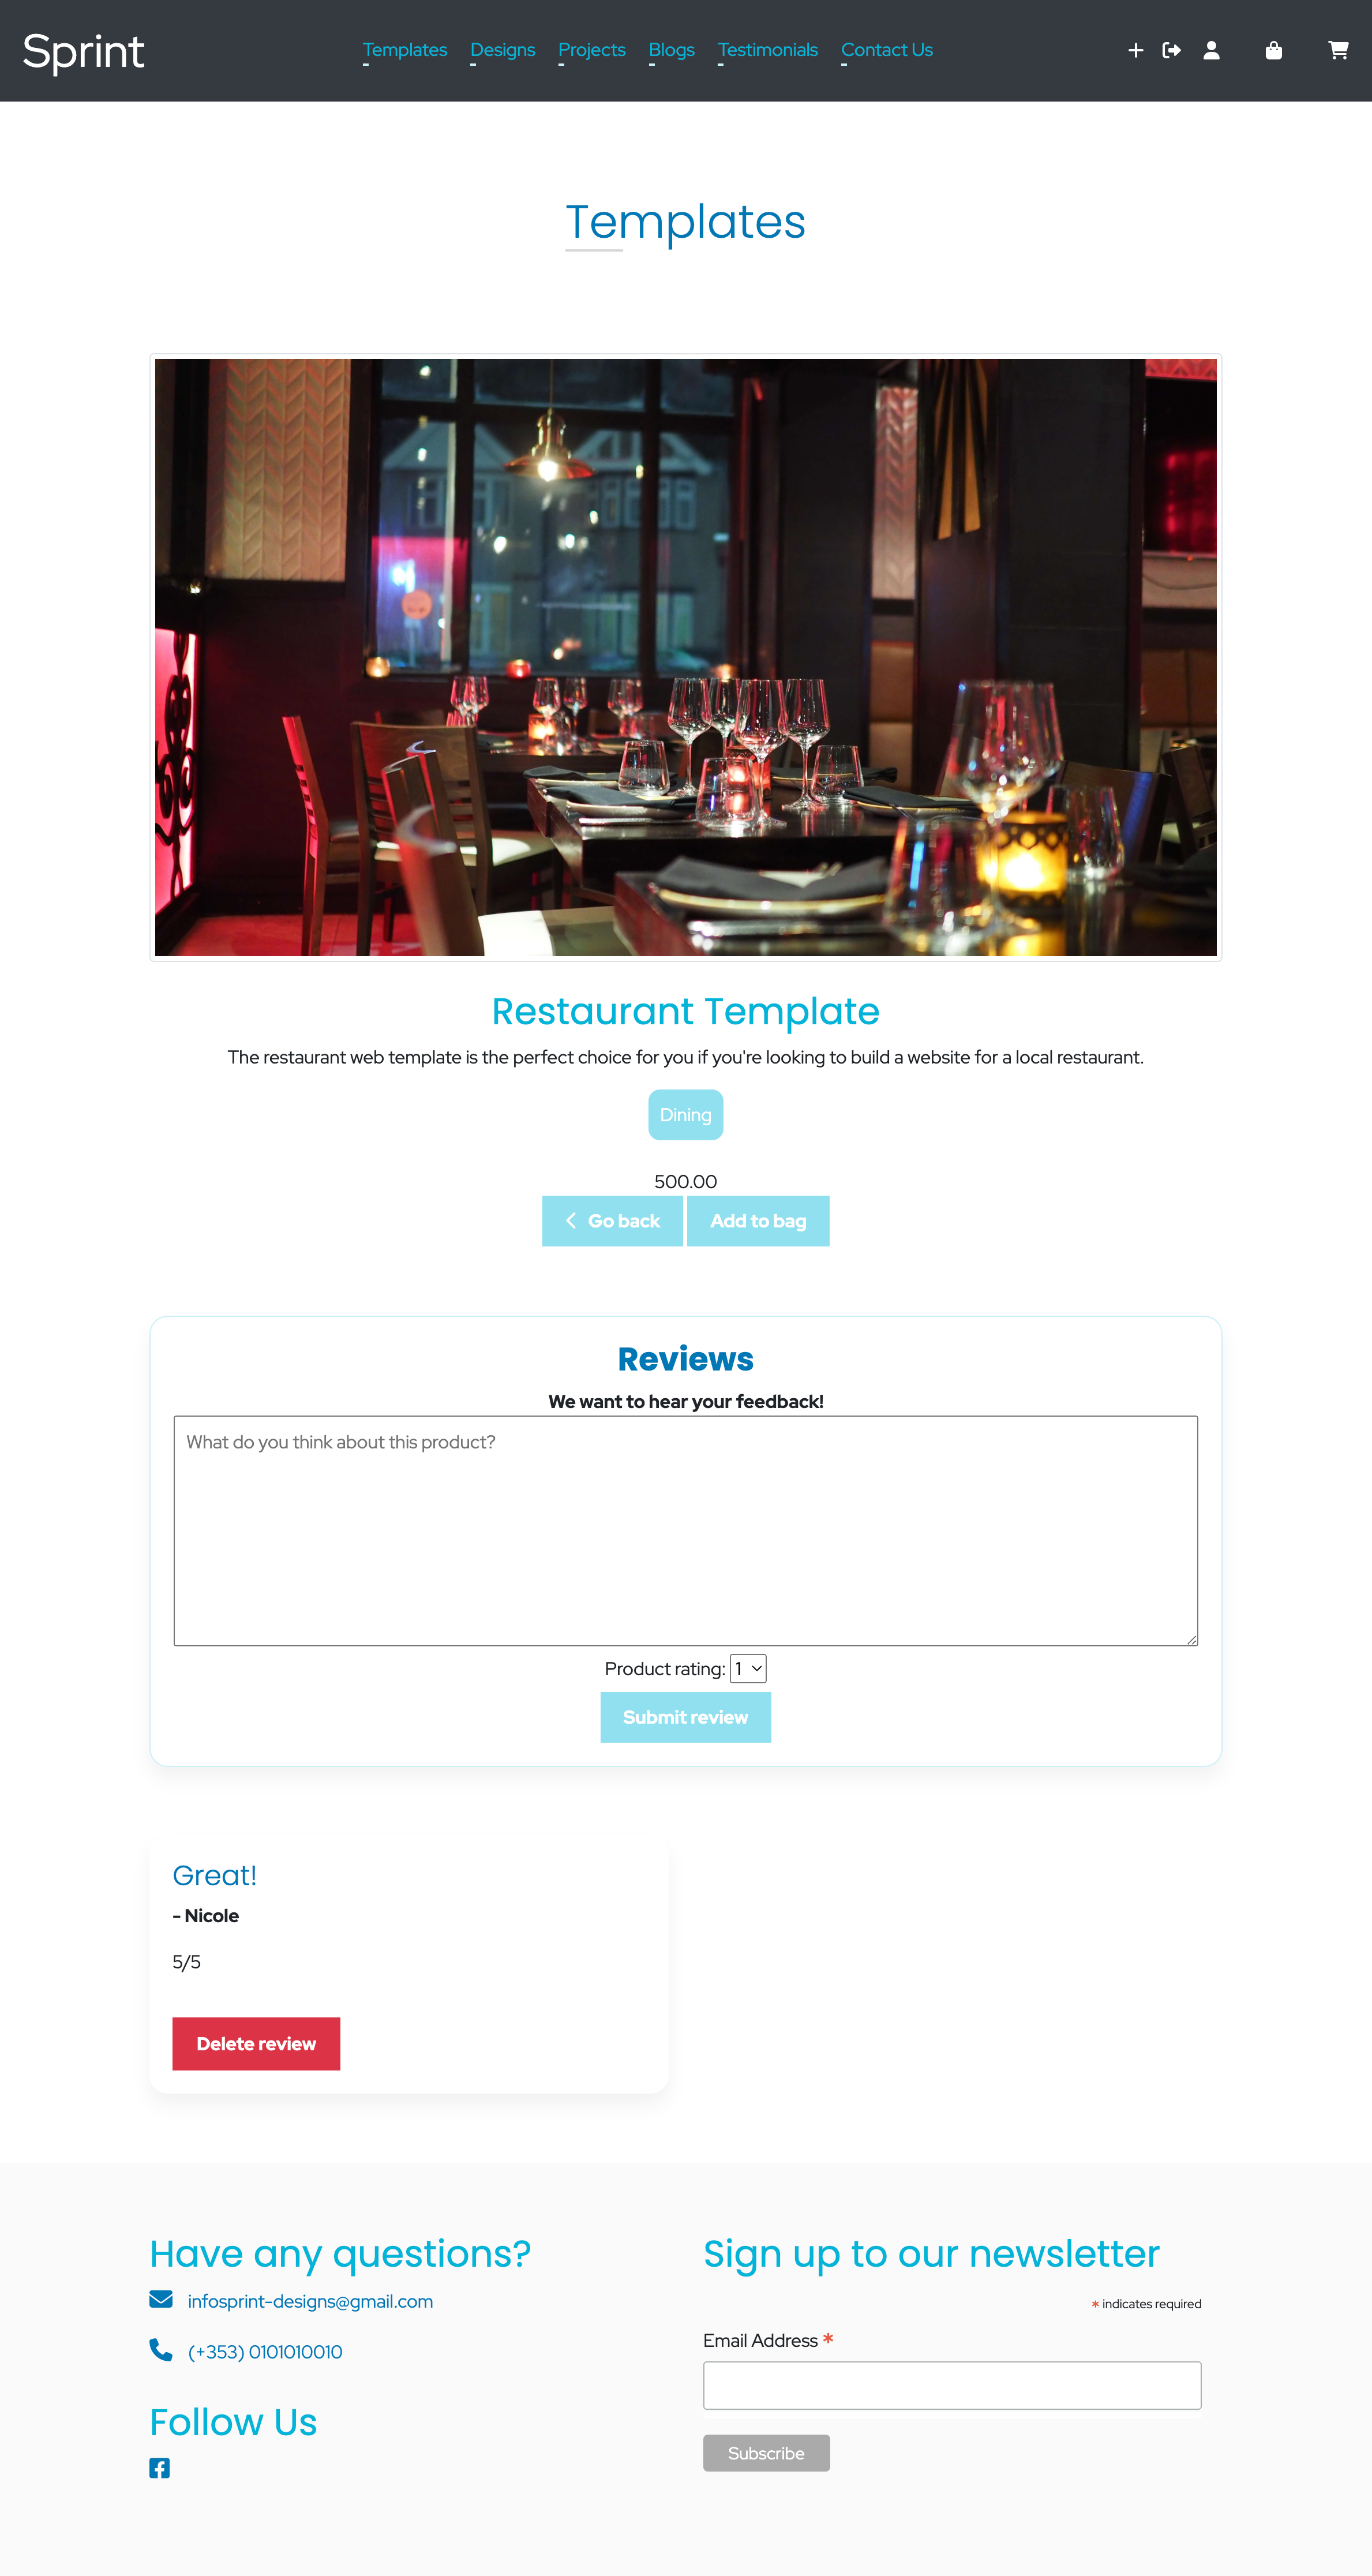 Sprint
Templates Designs Projects Blogs Testimonials Contact Us
Templates
Restaurant Template
The restaurant web template is the perfect choice for you if you're looking to build a website for a local restaurant.
Dining
500.00
Go back Add to bag
Reviews
We want to hear your feedback!
What do you think about this product?
Product rating: 1
Submit review
Great!
- Nicole
5/5
Delete review
Have any questions?
infosprint-designs@gmail.com
(+353) 0101010010
Follow Us
Sign up to our newsletter
* indicates required
Email Address *
Subscribe